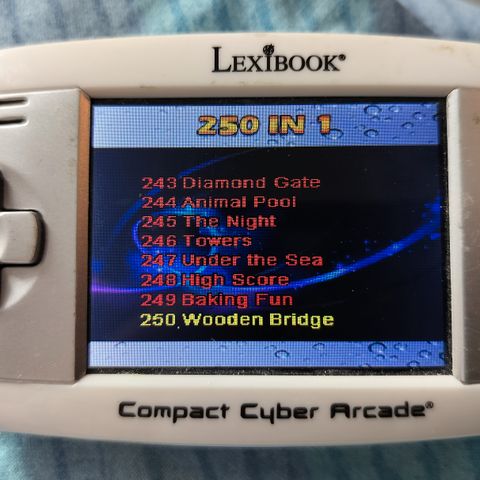 LEXIBOOK®
250 IN 1
243 Diamond Gate
244 Animal Pool
245 The Night
246 Towers
247 Under the Sea
248 High Score
249 Baking Fun
250 Wooden Bridge
Compact Cyber Arcade®